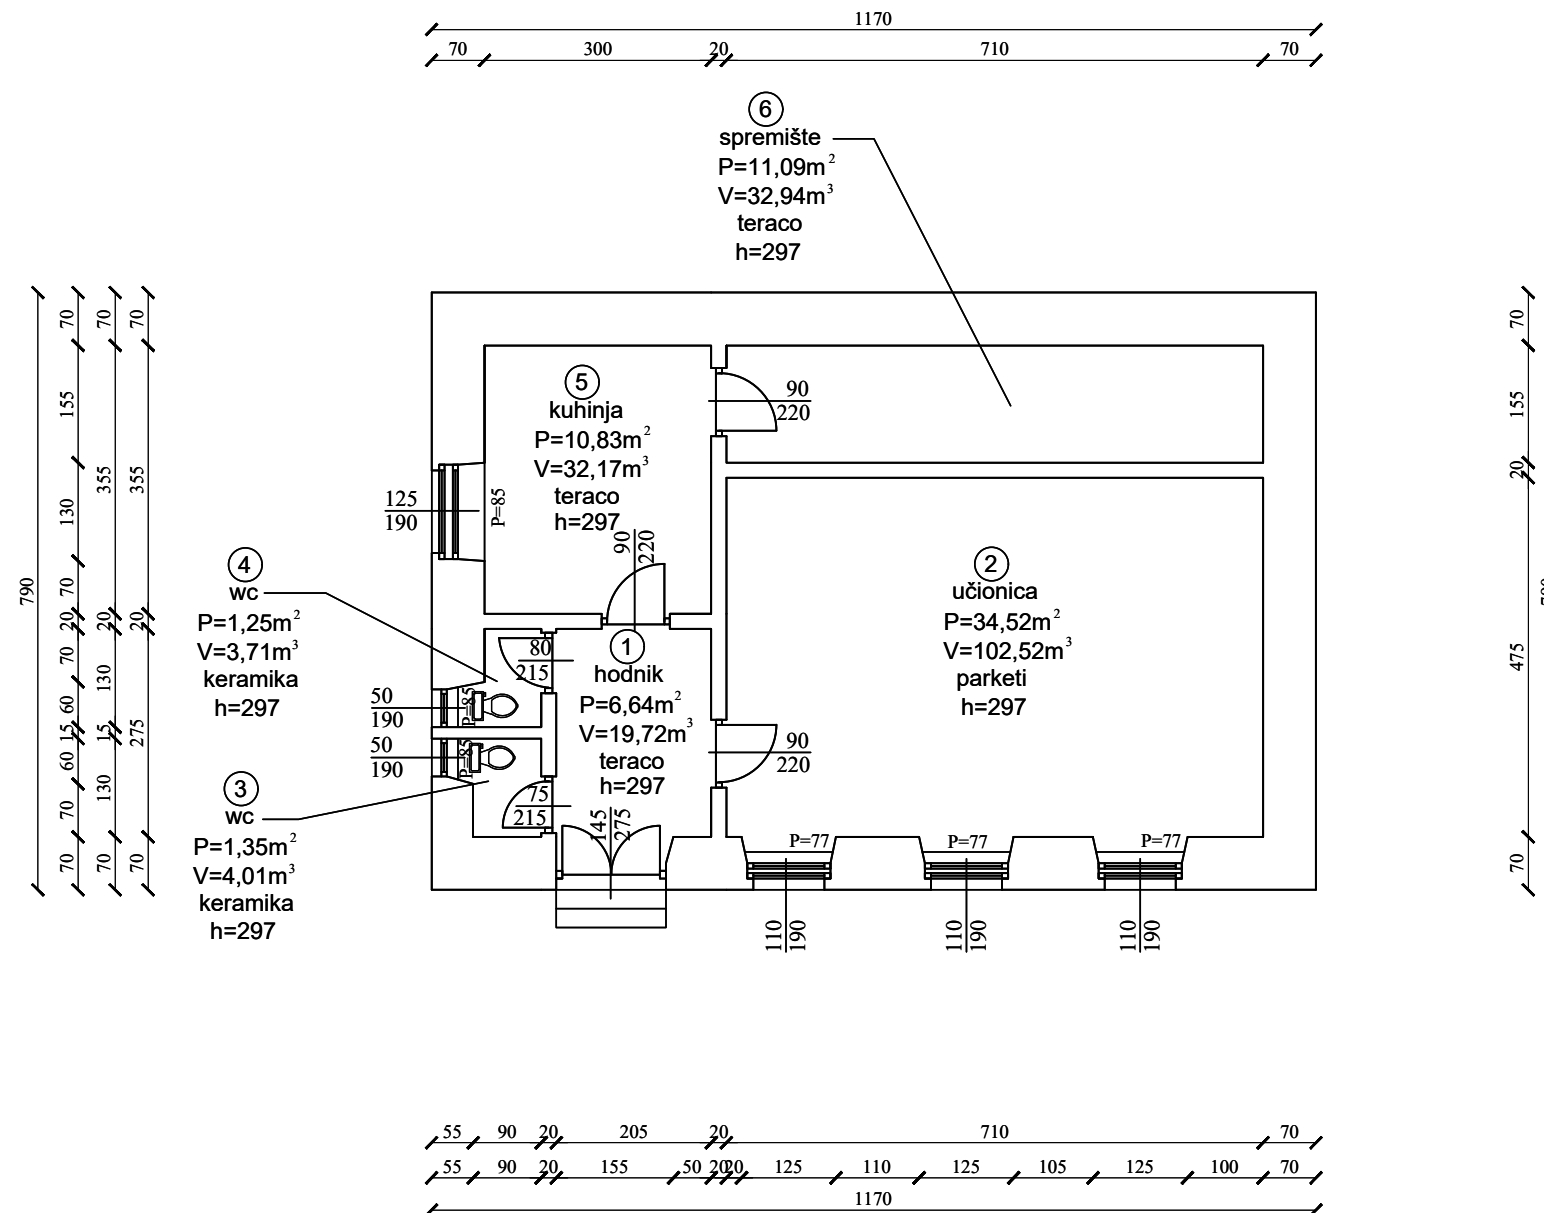 1170
70 300 20 710 70
6
spremište
P=11,09m²
V=32,94m³
teraco
h=297
790
70 155 130 70 20 70 60 15 60 70 70
70 355 20 130 15 130 70
70 355 20 275 70
5
kuhinja
P=10,83m²
V=32,17m³
teraco
h=297
90
220
125
190
P=85
90
220
4
WC
P=1,25m²
V=3,71m³
keramika
h=297
80
215
50
190
P=85
50
190
P=85
3
WC
P=1,35m²
V=4,01m³
keramika
h=297
75
215
1
hodnik
P=6,64m²
V=19,72m³
teraco
h=297
145
275
90
220
2
učionica
P=34,52m²
V=102,52m³
parketi
h=297
P=77 P=77 P=77
110
190
110
190
110
190
70 155 20 475 70
55 90 20 205 20 710 70
55 90 20 155 50 20 20 125 110 125 105 125 100 70
1170